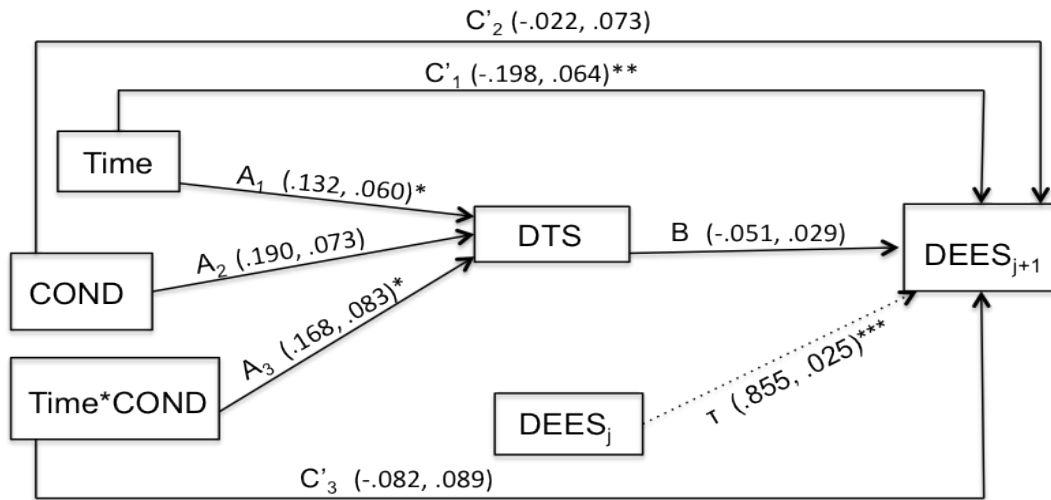 C'₂ (-.022, .073)
C'₁ (-.198, .064)**
Time
A₁ (.132, .060)*
DTS
B (-.051, .029)
DEESⱼ₊₁
A₂ (.190, .073)
COND
A₃ (.168, .083)*
Time*COND
DEESⱼ
τ (.855, .025)***
C'₃ (-.082, .089)